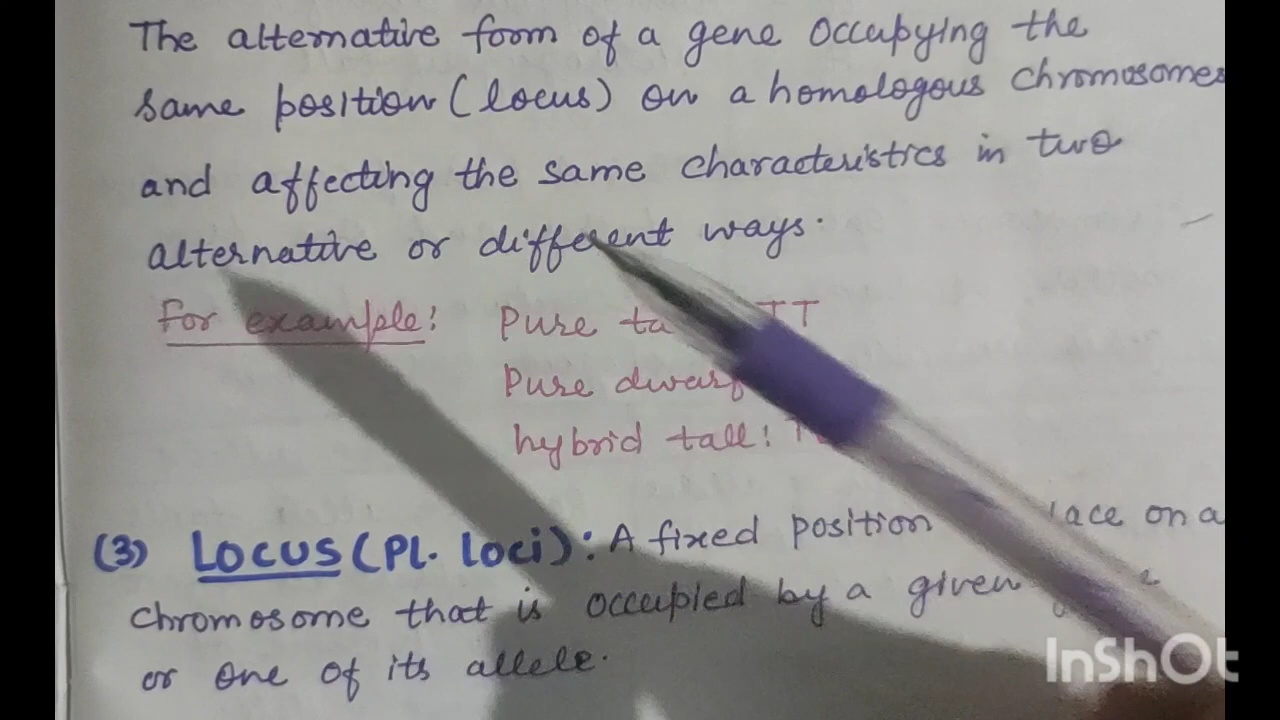 The alternative form of a gene occupying the
same position (locus) on a homologous chromosomes
and affecting the same characteristics in two
alternative or different ways.
For example: Pure TT
Pure dwarf
hybrid tall:
(3) Locus (Pl. loci): A fixed position on a
chromosome that is occupied by a given
or one of its allele.
InShOt